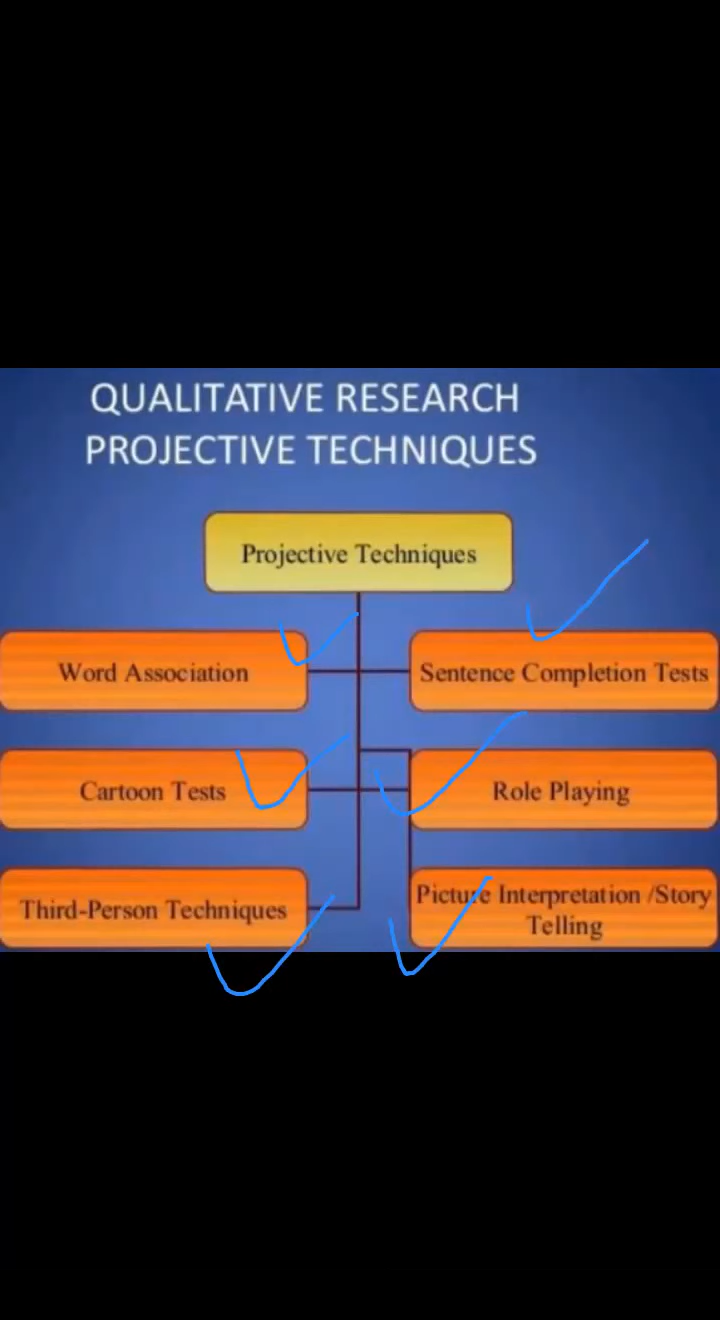 QUALITATIVE RESEARCH
PROJECTIVE TECHNIQUES
Projective Techniques
Word Association
Sentence Completion Tests
Cartoon Tests
Role Playing
Third-Person Techniques
Picture Interpretation /Story
Telling